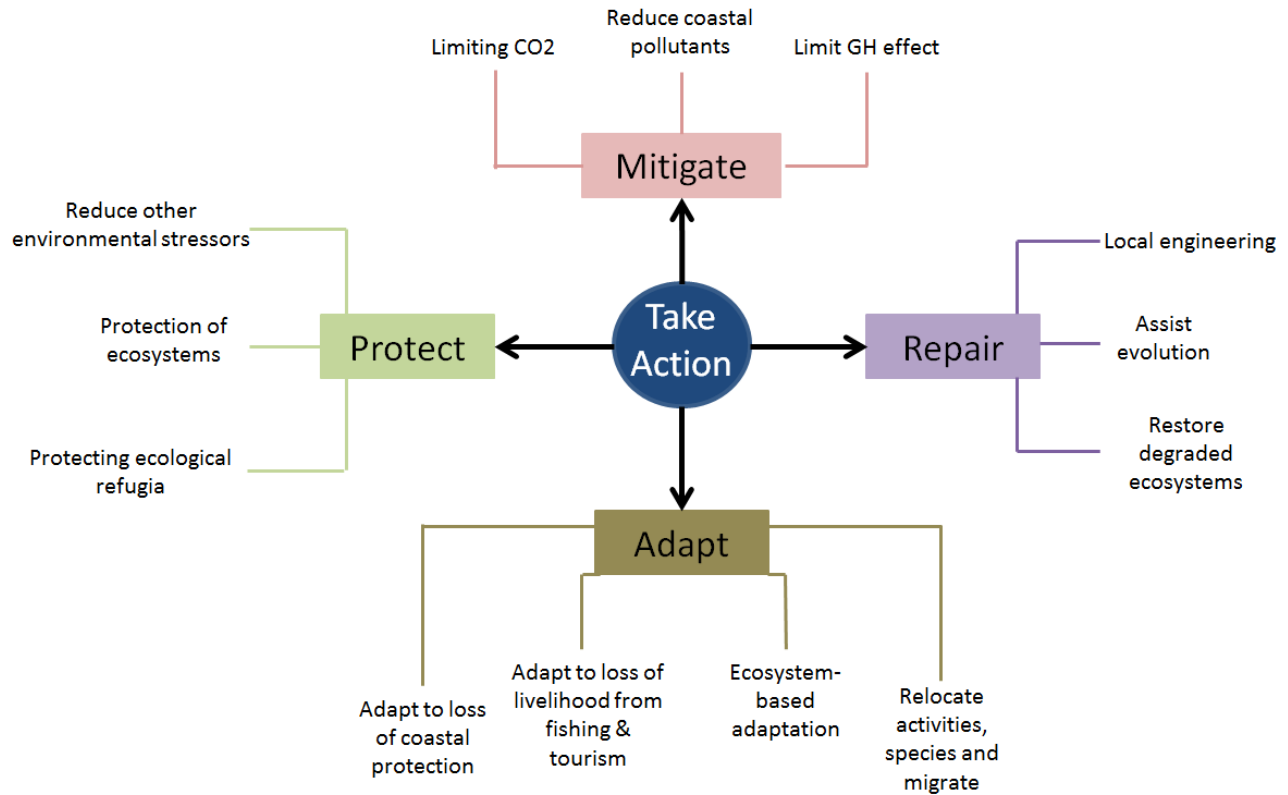 Limiting CO2
Reduce coastal
pollutants
Limit GH effect
Mitigate
Reduce other
environmental stressors
Protection of
ecosystems
Protecting ecological
refugia
Protect
Take
Action
Repair
Local engineering
Assist
evolution
Restore
degraded
ecosystems
Adapt
Adapt to loss
of coastal
protection
Adapt to loss of
livelihood from
fishing &
tourism
Ecosystem-
based
adaptation
Relocate
activities,
species and
migrate